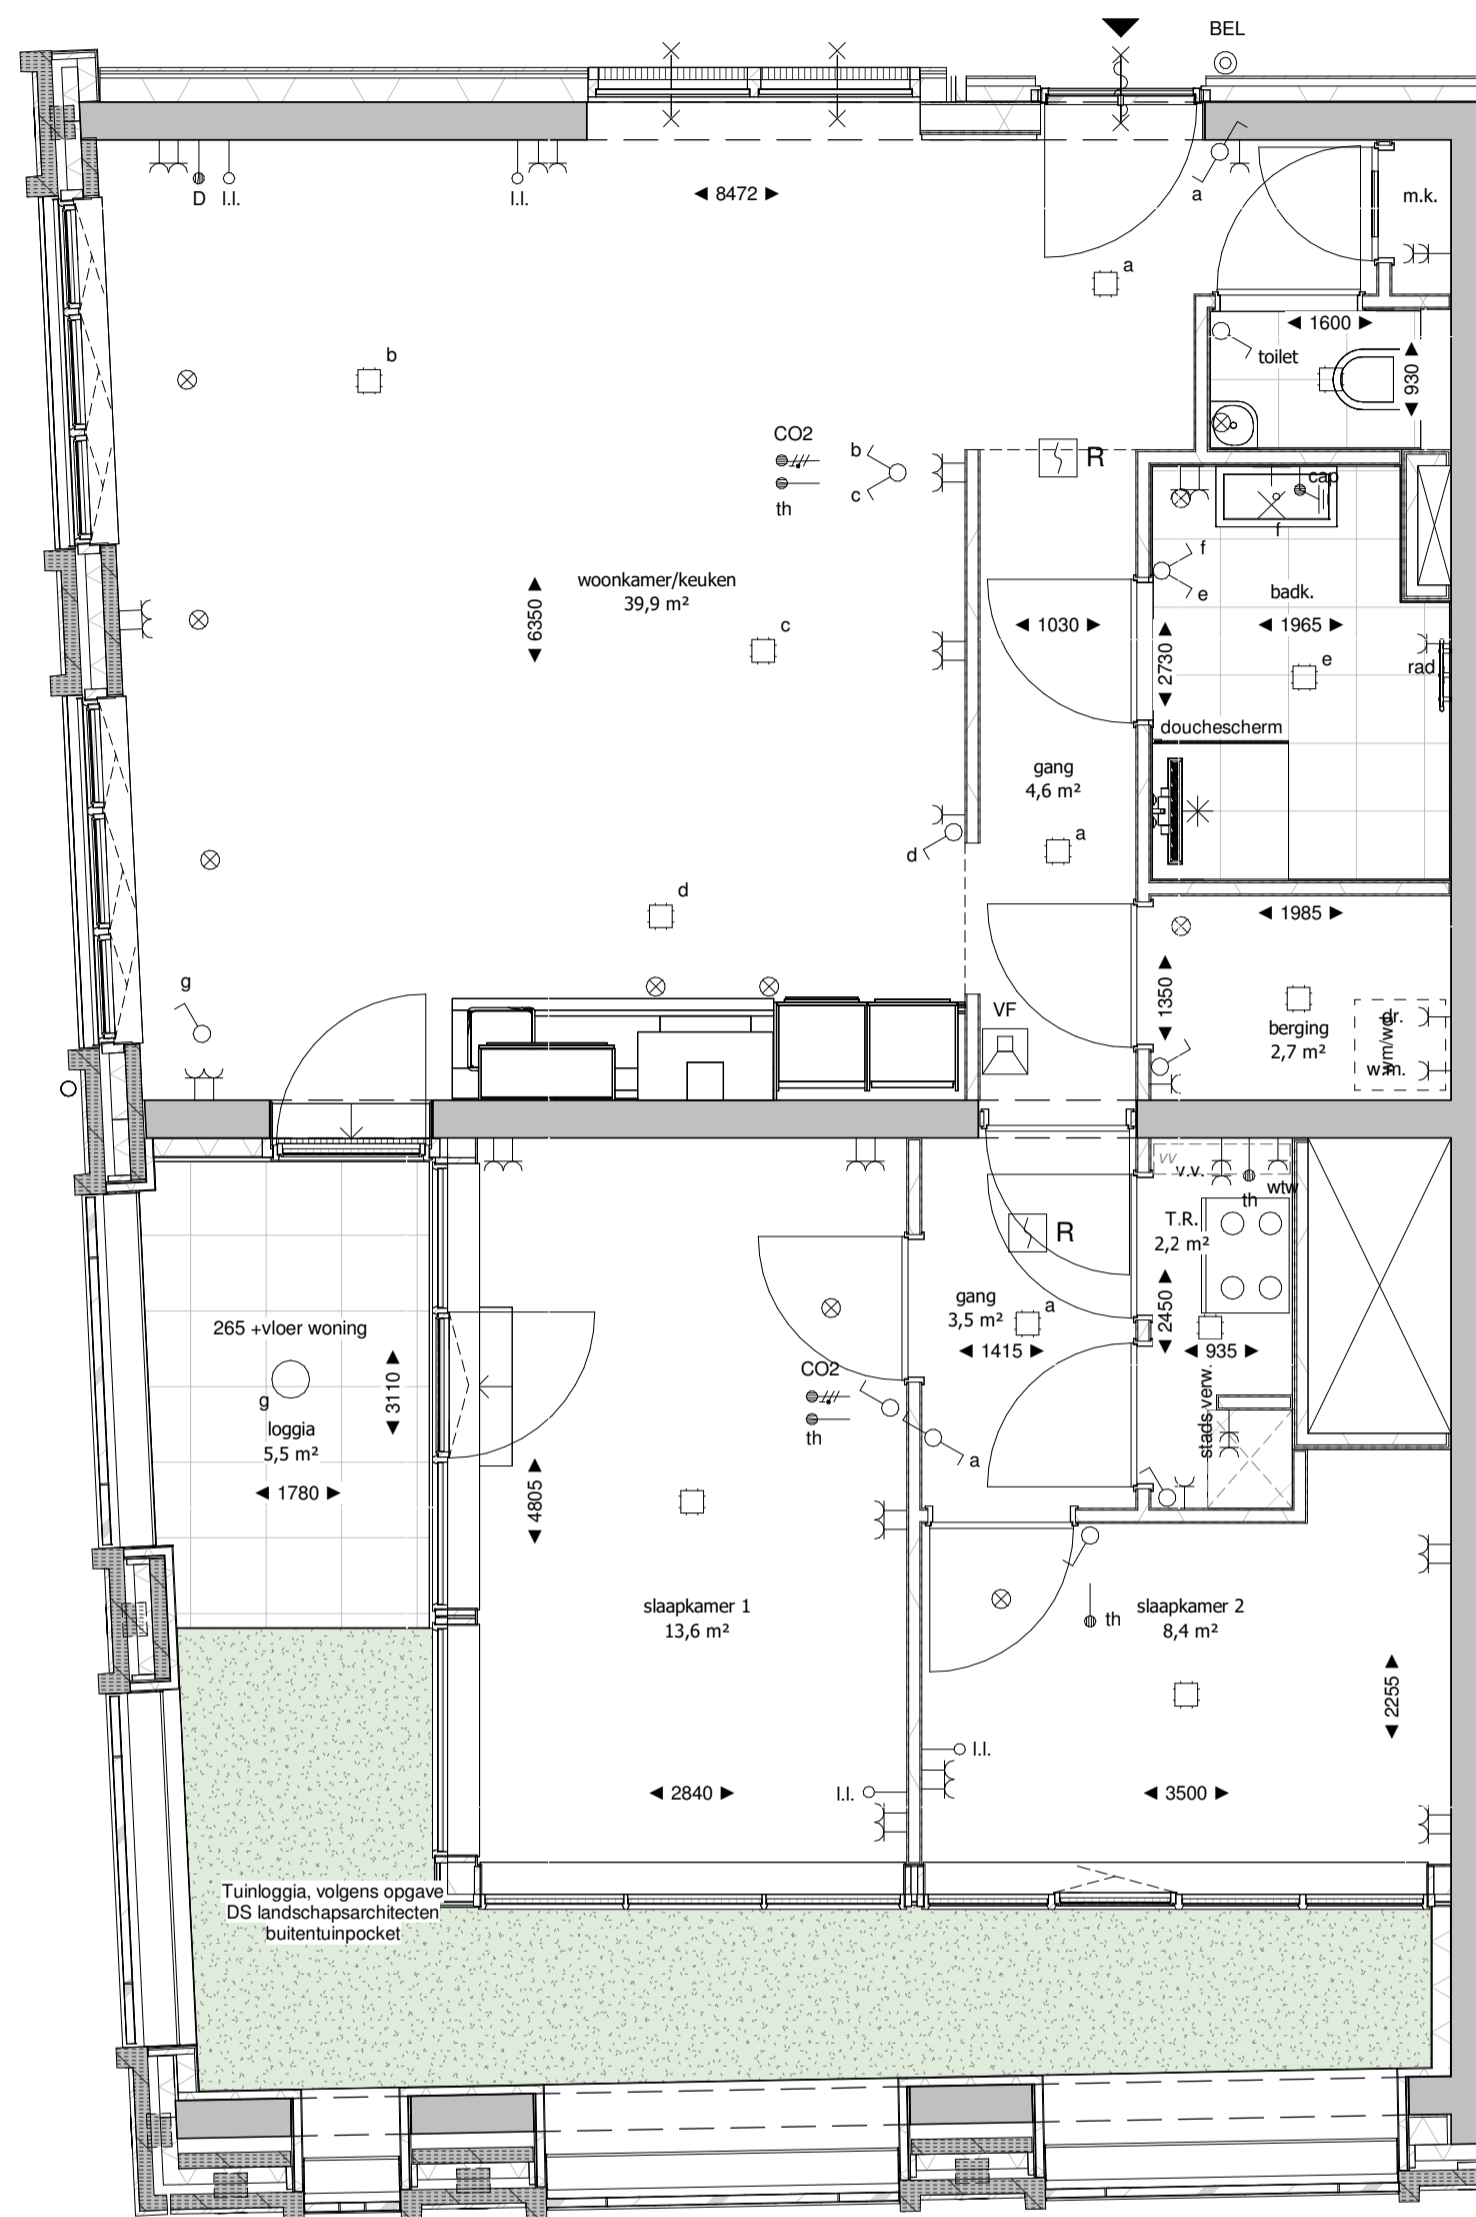 BEL
D
l.l.
l.l.
◄ 8472 ►
a
m.k.
a
◄ 1600 ►
toilet
◄ 930 ►
b
CO2
th
b
c
R
cap
f
f
e
badk.
◄ 1965 ►
woonkamer/keuken
39,9 m²
◄ 6350 ►
c
◄ 1030 ►
◄ 2730 ►
e
rad
douchescherm
gang
4,6 m²
a
d
d
◄ 1985 ►
g
VF
◄ 1350 ►
berging
2,7 m²
dr.
wm/wd
w.m.
vv
v.v.
th
wtw
T.R.
2,2 m²
R
265 +vloer woning
g
loggia
5,5 m²
◄ 3110 ►
◄ 1780 ►
gang
3,5 m²
a
◄ 1415 ►
◄ 2450 ►
◄ 935 ►
CO2
th
a
stads verw.
◄ 4805 ►
slaapkamer 1
13,6 m²
th
slaapkamer 2
8,4 m²
◄ 2255 ►
l.l.
◄ 2840 ►
l.l.
◄ 3500 ►
Tuinloggia, volgens opgave
DS landschapsarchitecten
buitentuinpocket